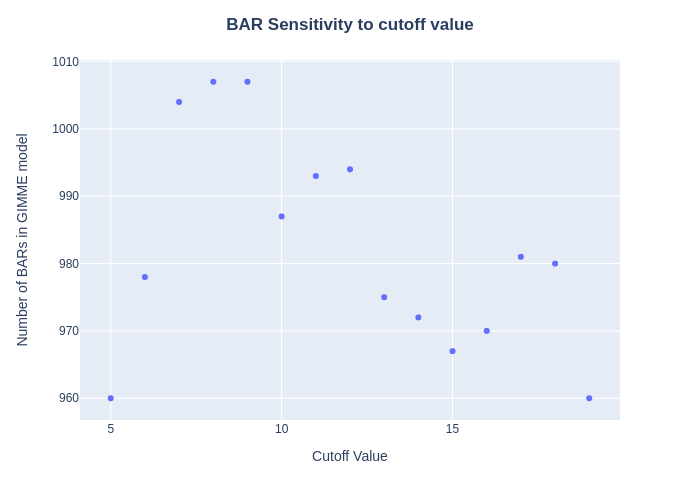 BAR Sensitivity to cutoff value
Number of BARs in GIMME model
1010
1000
990
980
970
960
5 10 15
Cutoff Value